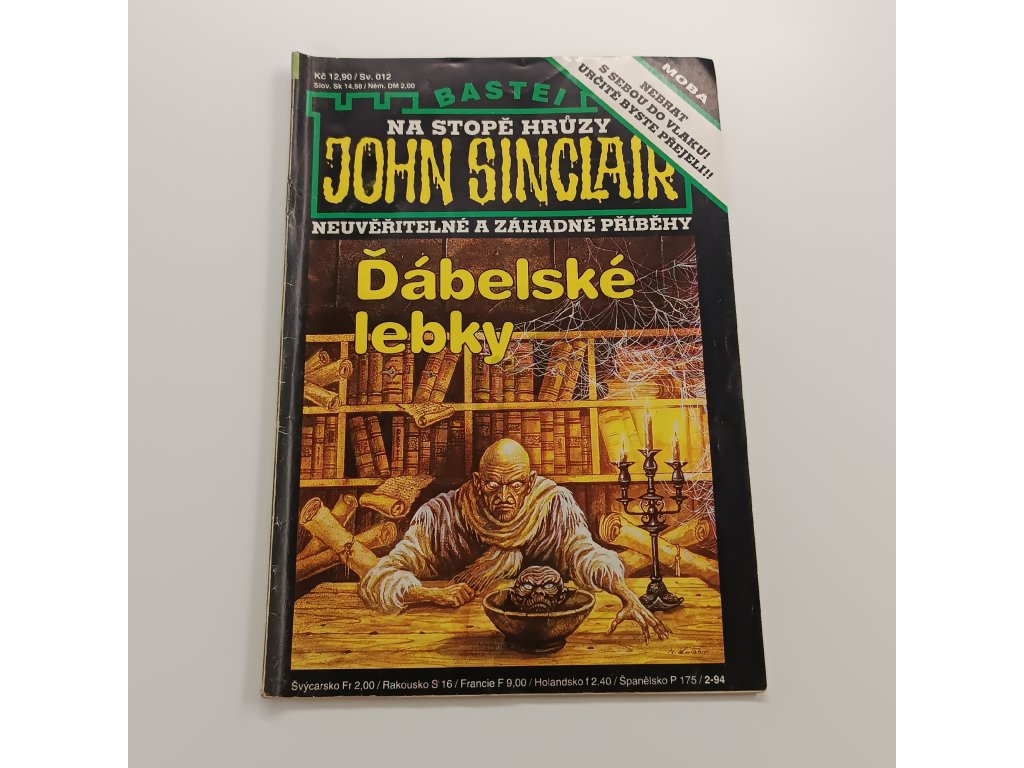 Kč 12,90 / Sv. 012
Slov. Sk 14,50 / Něm. DM 2,00
BASTEI
MOBA
NEBRAT
S SEBOU DO VLAKU!
URČITĚ BYSTE PŘEJELI!!
NA STOPĚ HRŮZY
JOHN SINCLAIR
NEUVĚŘITELNÉ A ZÁHADNÉ PŘÍBĚHY
Ďábelské
lebky
Švýcarsko Fr 2,00 / Rakousko S 16 / Francie F 9,00 / Holandsko f 2,40 / Španělsko P 175 / 2-94